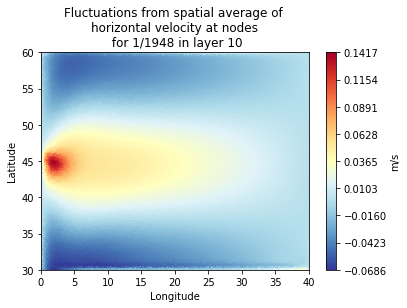 Fluctuations from spatial average of
horizontal velocity at nodes
for 1/1948 in layer 10
60
55
50
45
40
35
30
Latitude
0 5 10 15 20 25 30 35 40
Longitude
0.1417
0.1154
0.0891
0.0628
0.0365
0.0103
−0.0160
−0.0423
−0.0686
m/s